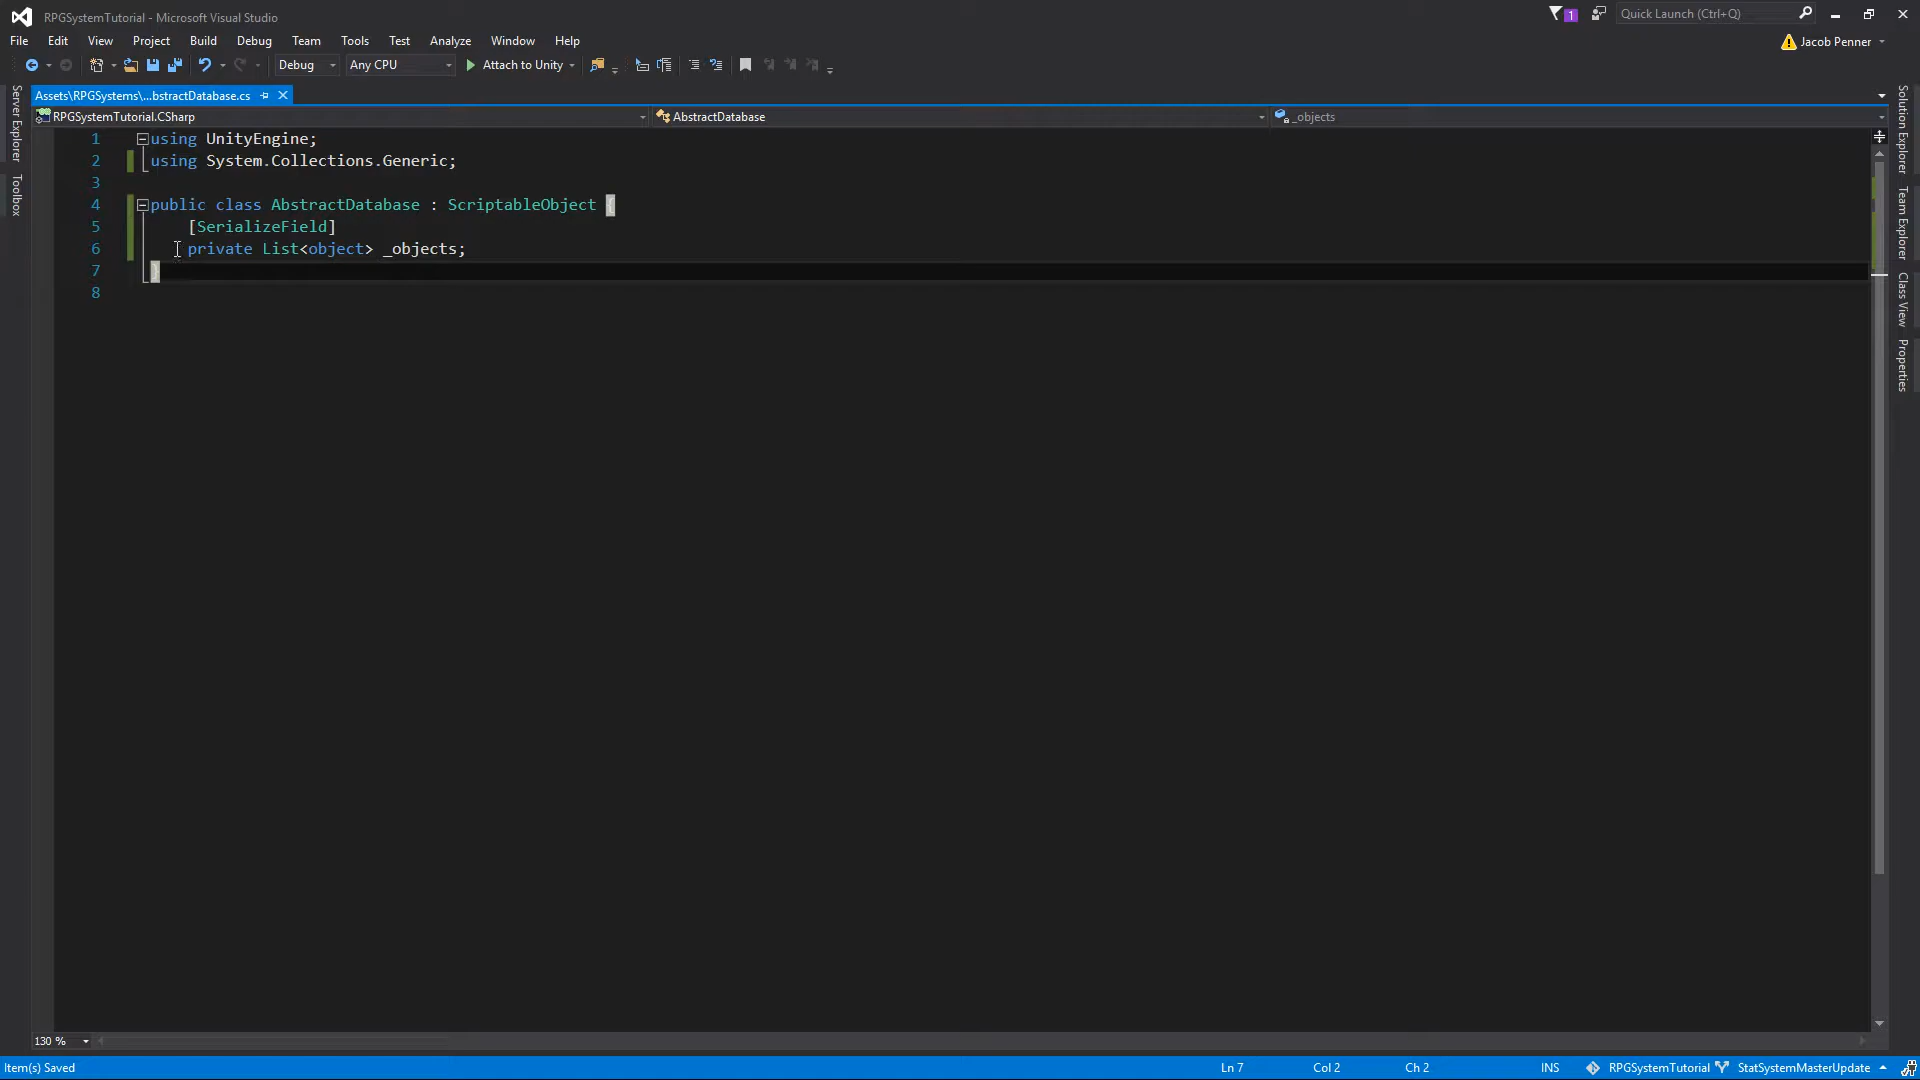 RPGSystemTutorial - Microsoft Visual Studio
1
Quick Launch (Ctrl+Q)
File Edit View Project Build Debug Team Tools Test Analyze Window Help
Jacob Penner
Debug Any CPU Attach to Unity
Assets\RPGSystems\...bstractDatabase.cs
RPGSystemTutorial.CSharp AbstractDatabase _objects
Server Explorer
Toolbox
1 using UnityEngine;
2 using System.Collections.Generic;
3
4 public class AbstractDatabase : ScriptableObject {
5 [SerializeField]
6 private List<object> _objects;
7 }
8
Solution Explorer
Team Explorer
Class View
Properties
130 %
Item(s) Saved Ln 7 Col 2 Ch 2 INS RPGSystemTutorial StatSystemMasterUpdate